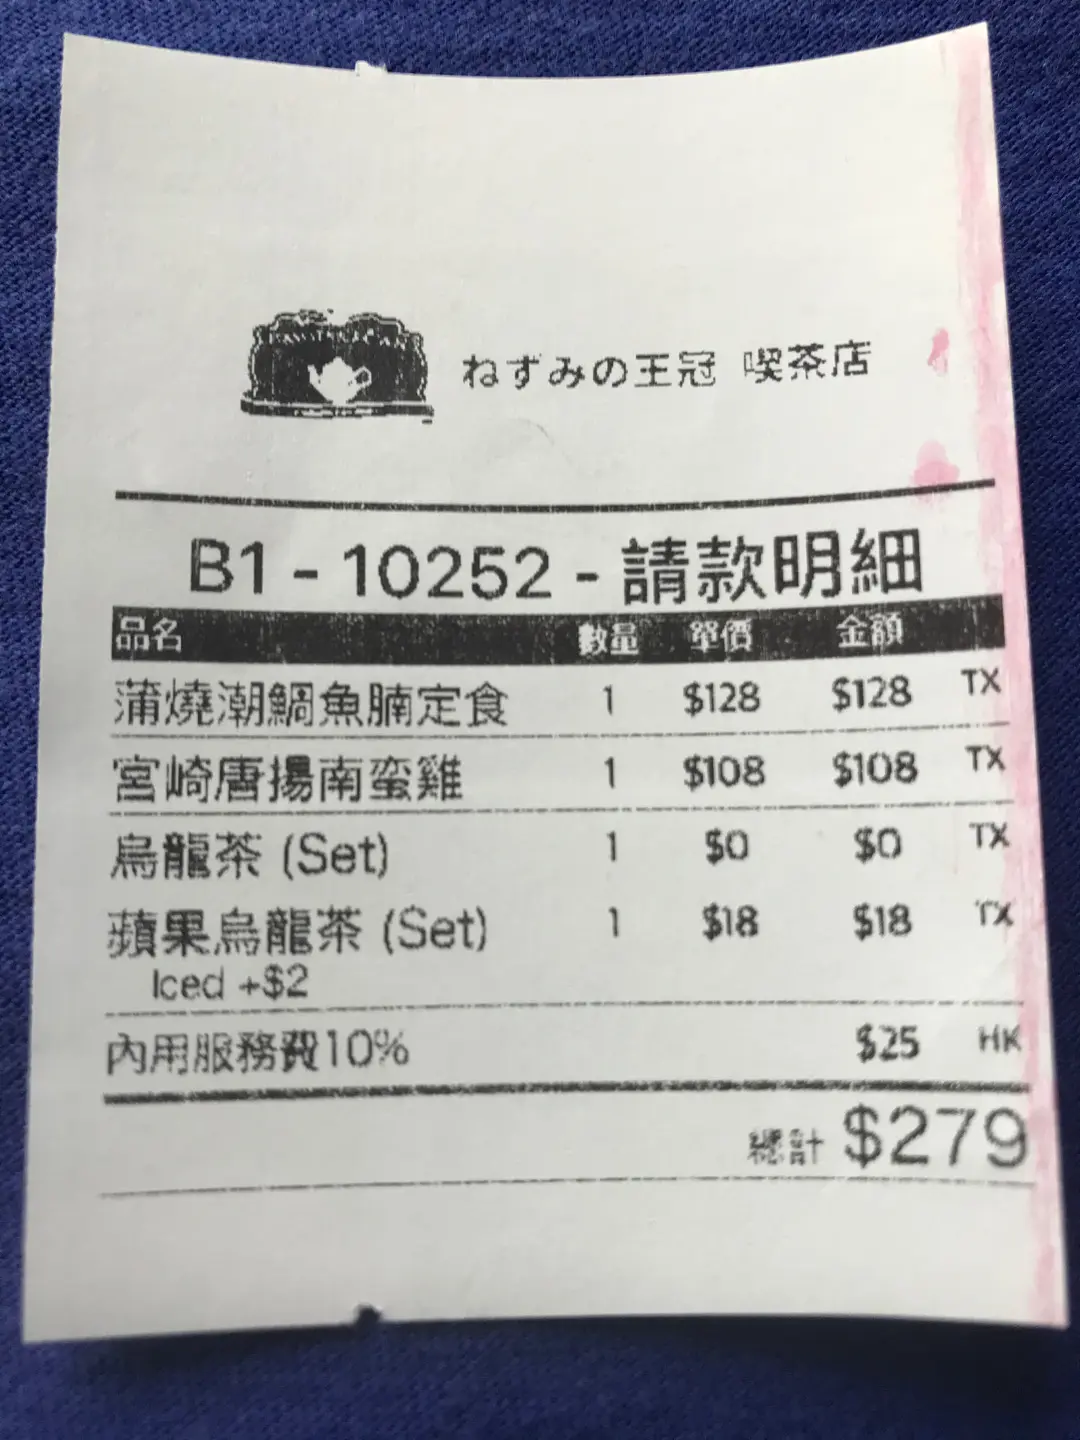 ねずみの王冠 喫茶店
B1 - 10252 - 請款明細
品名 數量 單價 金額
蒲燒潮鯛魚腩定食 1 $128 $128 TX
宮崎唐揚南蛮雞 1 $108 $108 TX
烏龍茶 (Set) 1 $0 $0 TX
蘋果烏龍茶 (Set) 1 $18 $18 TX
Iced +$2
內用服務費10% $25 HK
總計 $279